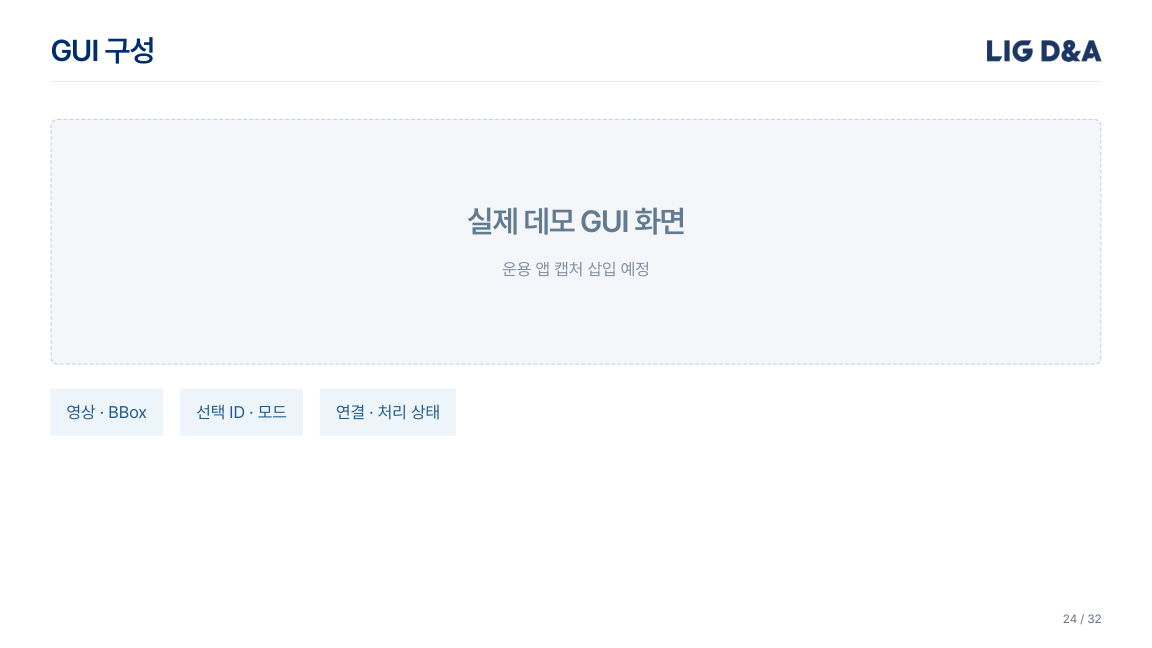 GUI 구성
LIG D&A
실제 데모 GUI 화면
운용 앱 캡처 삽입 예정
영상 · BBox
선택 ID · 모드
연결 · 처리 상태
24 / 32